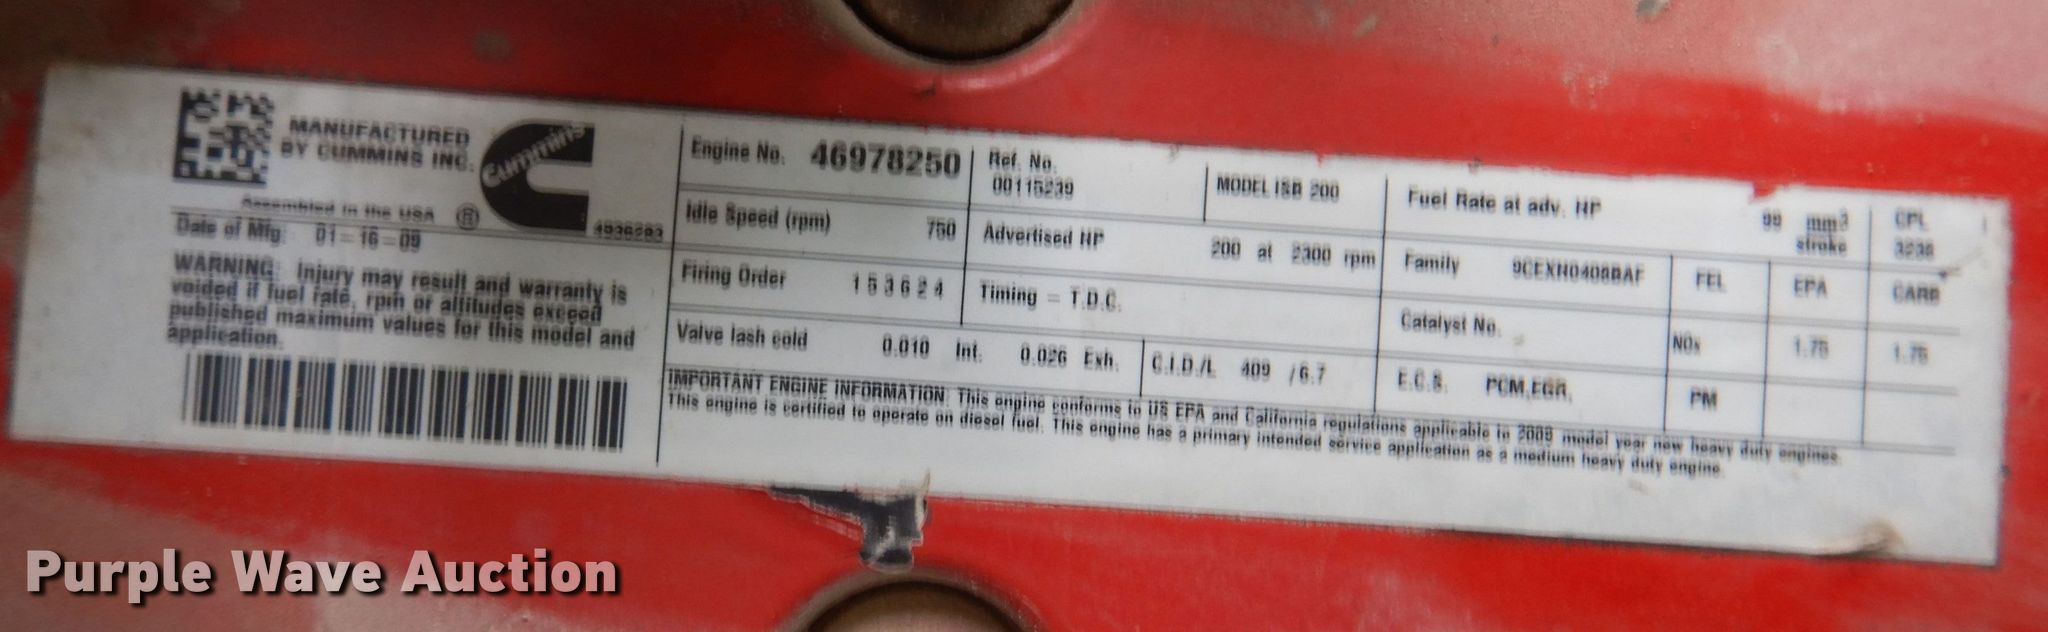 MANUFACTURED
BY CUMMINS INC.
Cummins
®
Assembled in the USA
4936283
Date of Mfg: 01-16-09
WARNING: Injury may result and warranty is
voided if fuel rate, rpm or altitudes exceed
published maximum values for this model and
application.
Engine No. 46978250
Ref. No.
00115239
MODEL ISB 200
Fuel Rate at adv. HP 99 mm3
stroke
CPL
Idle Speed (rpm) 750
Advertised HP 200 at 2300 rpm
Family
FEL EPA CARB
Firing Order 1 5 3 6 2 4
Timing = T.D.C.
Catalyst No.
NOx
Valve lash cold 0.010 Int. 0.026 Exh.
C.I.D./L 409 /6.7
E.C.S. PCM,EGR,
PM
IMPORTANT ENGINE INFORMATION. This engine conforms to US EPA and California regulations applicable to 2009 model year new heavy duty engines.
This engine is certified to operate on diesel fuel. This engine has a primary intended service application as a medium heavy duty engine.
Purple Wave Auction